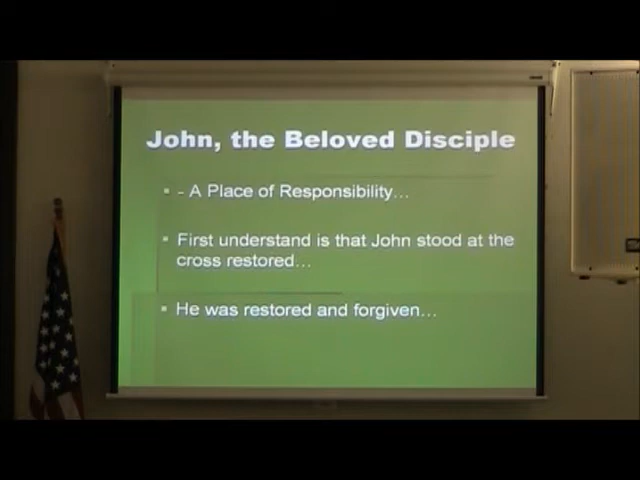 John, the Beloved Disciple
- A Place of Responsibility…
First understand is that John stood at the
cross restored…
He was restored and forgiven…